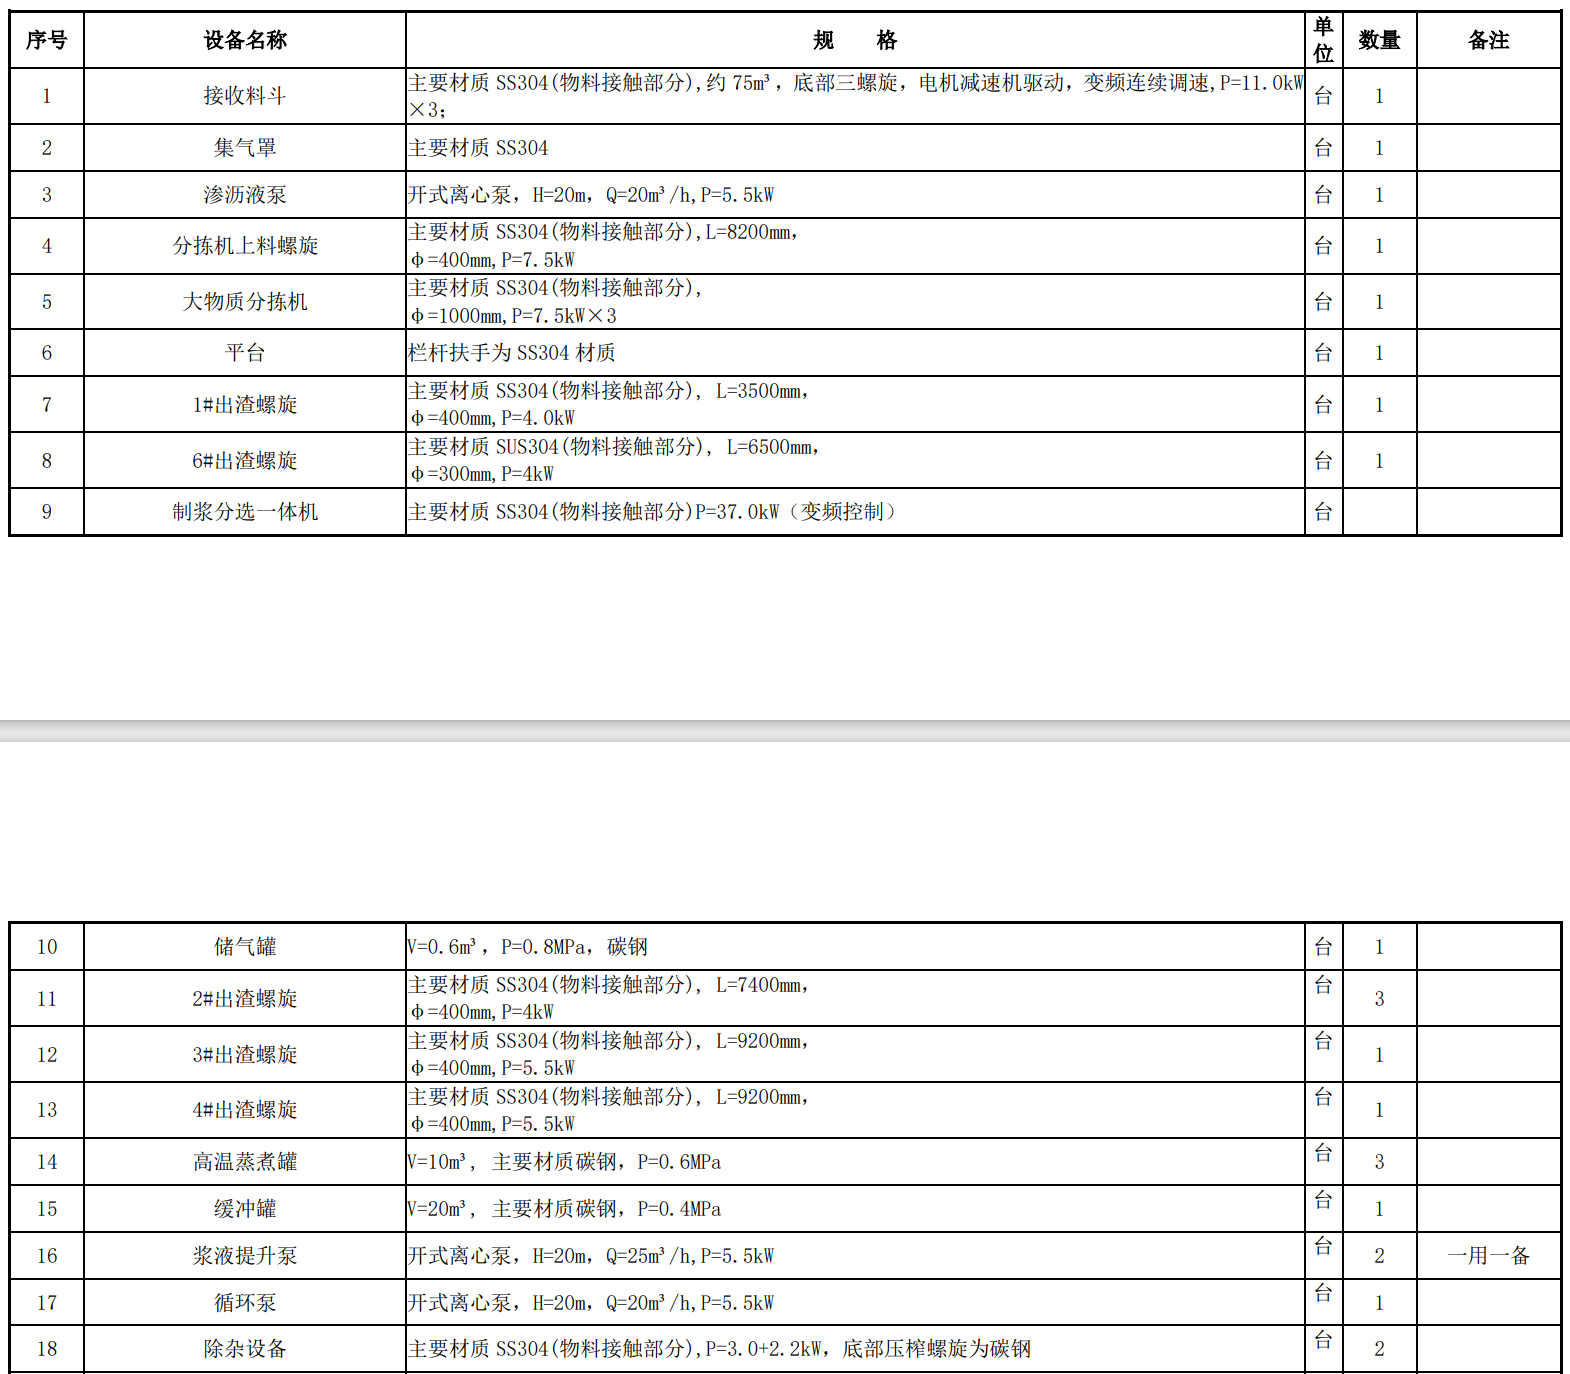 序号 设备名称 规 格 单位 数量 备注
1 接收料斗 主要材质 SS304(物料接触部分),约 75m³，底部三螺旋，电机减速机驱动，变频连续调速,P=11.0kW
×3； 台 1
2 集气罩 主要材质 SS304 台 1
3 渗沥液泵 开式离心泵，H=20m，Q=20m³/h,P=5.5kW 台 1
4 分拣机上料螺旋 主要材质 SS304(物料接触部分),L=8200mm，
φ=400mm,P=7.5kW 台 1
5 大物质分拣机 主要材质 SS304(物料接触部分),
φ=1000mm,P=7.5kW×3 台 1
6 平台 栏杆扶手为 SS304 材质 台 1
7 1#出渣螺旋 主要材质 SS304(物料接触部分), L=3500mm，
φ=400mm,P=4.0kW 台 1
8 6#出渣螺旋 主要材质 SUS304(物料接触部分), L=6500mm，
φ=300mm,P=4kW 台 1
9 制浆分选一体机 主要材质 SS304(物料接触部分)P=37.0kW（变频控制） 台
10 储气罐 V=0.6m³，P=0.8MPa，碳钢 台 1
11 2#出渣螺旋 主要材质 SS304(物料接触部分), L=7400mm，
φ=400mm,P=4kW 台 3
12 3#出渣螺旋 主要材质 SS304(物料接触部分), L=9200mm，
φ=400mm,P=5.5kW 台 1
13 4#出渣螺旋 主要材质 SS304(物料接触部分), L=9200mm，
φ=400mm,P=5.5kW 台 1
14 高温蒸煮罐 V=10m³, 主要材质碳钢，P=0.6MPa 台 3
15 缓冲罐 V=20m³, 主要材质碳钢，P=0.4MPa 台 1
16 浆液提升泵 开式离心泵，H=20m，Q=25m³/h,P=5.5kW 台 2 一用一备
17 循环泵 开式离心泵，H=20m，Q=20m³/h,P=5.5kW 台 1
18 除杂设备 主要材质 SS304(物料接触部分),P=3.0+2.2kW，底部压榨螺旋为碳钢 台 2